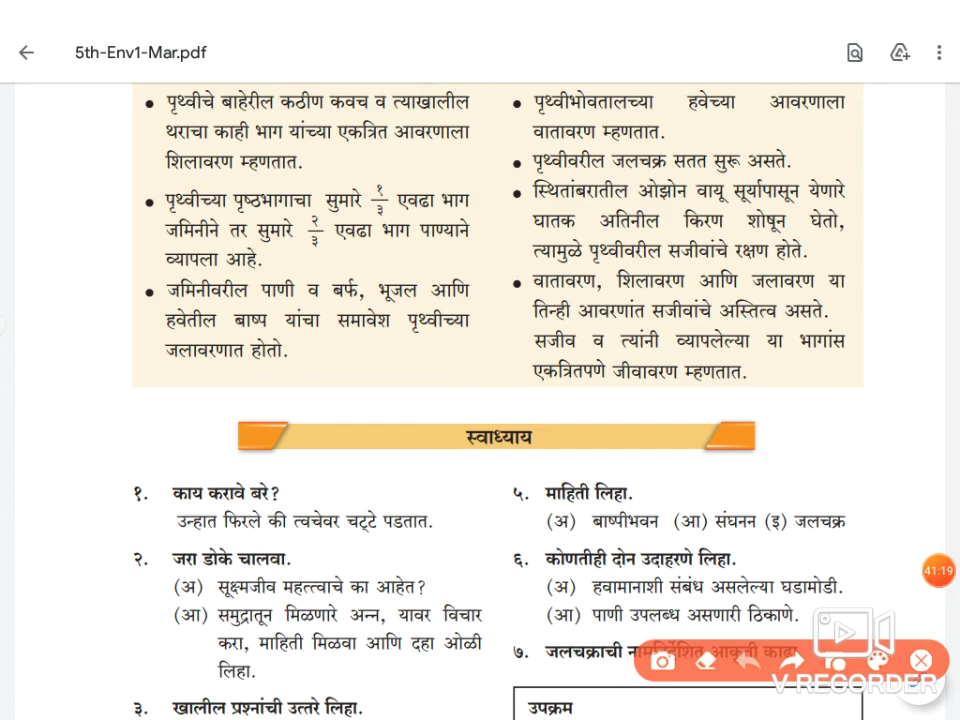 5th-Env1-Mar.pdf
• पृथ्वीचे बाहेरील कठीण कवच व त्याखालील
थराचा काही भाग यांच्या एकत्रित आवरणाला
शिलावरण म्हणतात.
• पृथ्वीच्या पृष्ठभागाचा सुमारे १/३ एवढा भाग
जमिनीने तर सुमारे २/३ एवढा भाग पाण्याने
व्यापला आहे.
• जमिनीवरील पाणी व बर्फ, भूजल आणि
हवेतील बाष्प यांचा समावेश पृथ्वीच्या
जलावरणात होतो.
• पृथ्वीभोवतालच्या हवेच्या आवरणाला
वातावरण म्हणतात.
• पृथ्वीवरील जलचक्र सतत सुरू असते.
• स्थितांबरातील ओझोन वायू सूर्यापासून येणारे
घातक अतिनील किरण शोषून घेतो,
त्यामुळे पृथ्वीवरील सजीवांचे रक्षण होते.
• वातावरण, शिलावरण आणि जलावरण या
तिन्ही आवरणांत सजीवांचे अस्तित्व असते.
सजीव व त्यांनी व्यापलेल्या या भागांस
एकत्रितपणे जीवावरण म्हणतात.
स्वाध्याय
१. काय करावे बरे?
उन्हात फिरले की त्वचेवर चट्टे पडतात.
२. जरा डोके चालवा.
(अ) सूक्ष्मजीव महत्त्वाचे का आहेत?
(आ) समुद्रातून मिळणारे अन्न, यावर विचार
करा, माहिती मिळवा आणि दहा ओळी
लिहा.
३. खालील प्रश्नांची उत्तरे लिहा.
५. माहिती लिहा.
(अ) बाष्पीभवन (आ) संघनन (इ) जलचक्र
६. कोणतीही दोन उदाहरणे लिहा.
(अ) हवामानाशी संबंध असलेल्या घडामोडी.
(आ) पाणी उपलब्ध असणारी ठिकाणे.
७. जलचक्राची नामनिर्देशित आकृती काढा.
उपक्रम
41:19
V RECORDER